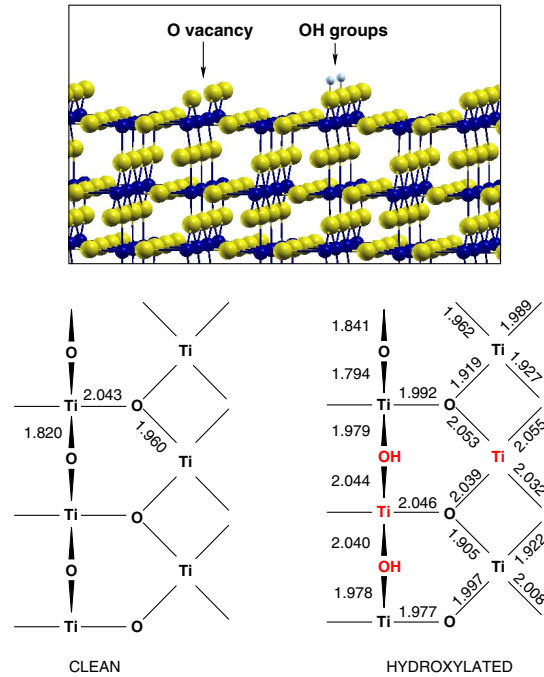 O vacancy OH groups
O
Ti
2.043
Ti
O
1.820
1.960
O
Ti
Ti
O
O
Ti
Ti
O
CLEAN
1.841
1.962
1.989
O
Ti
1.794
1.919
1.927
1.992
Ti
O
1.979
2.053
2.055
OH
Ti
2.044
2.039
2.032
2.046
Ti
O
2.040
1.905
1.922
OH
Ti
1.978
1.997
2.008
1.977
Ti
O
HYDROXYLATED